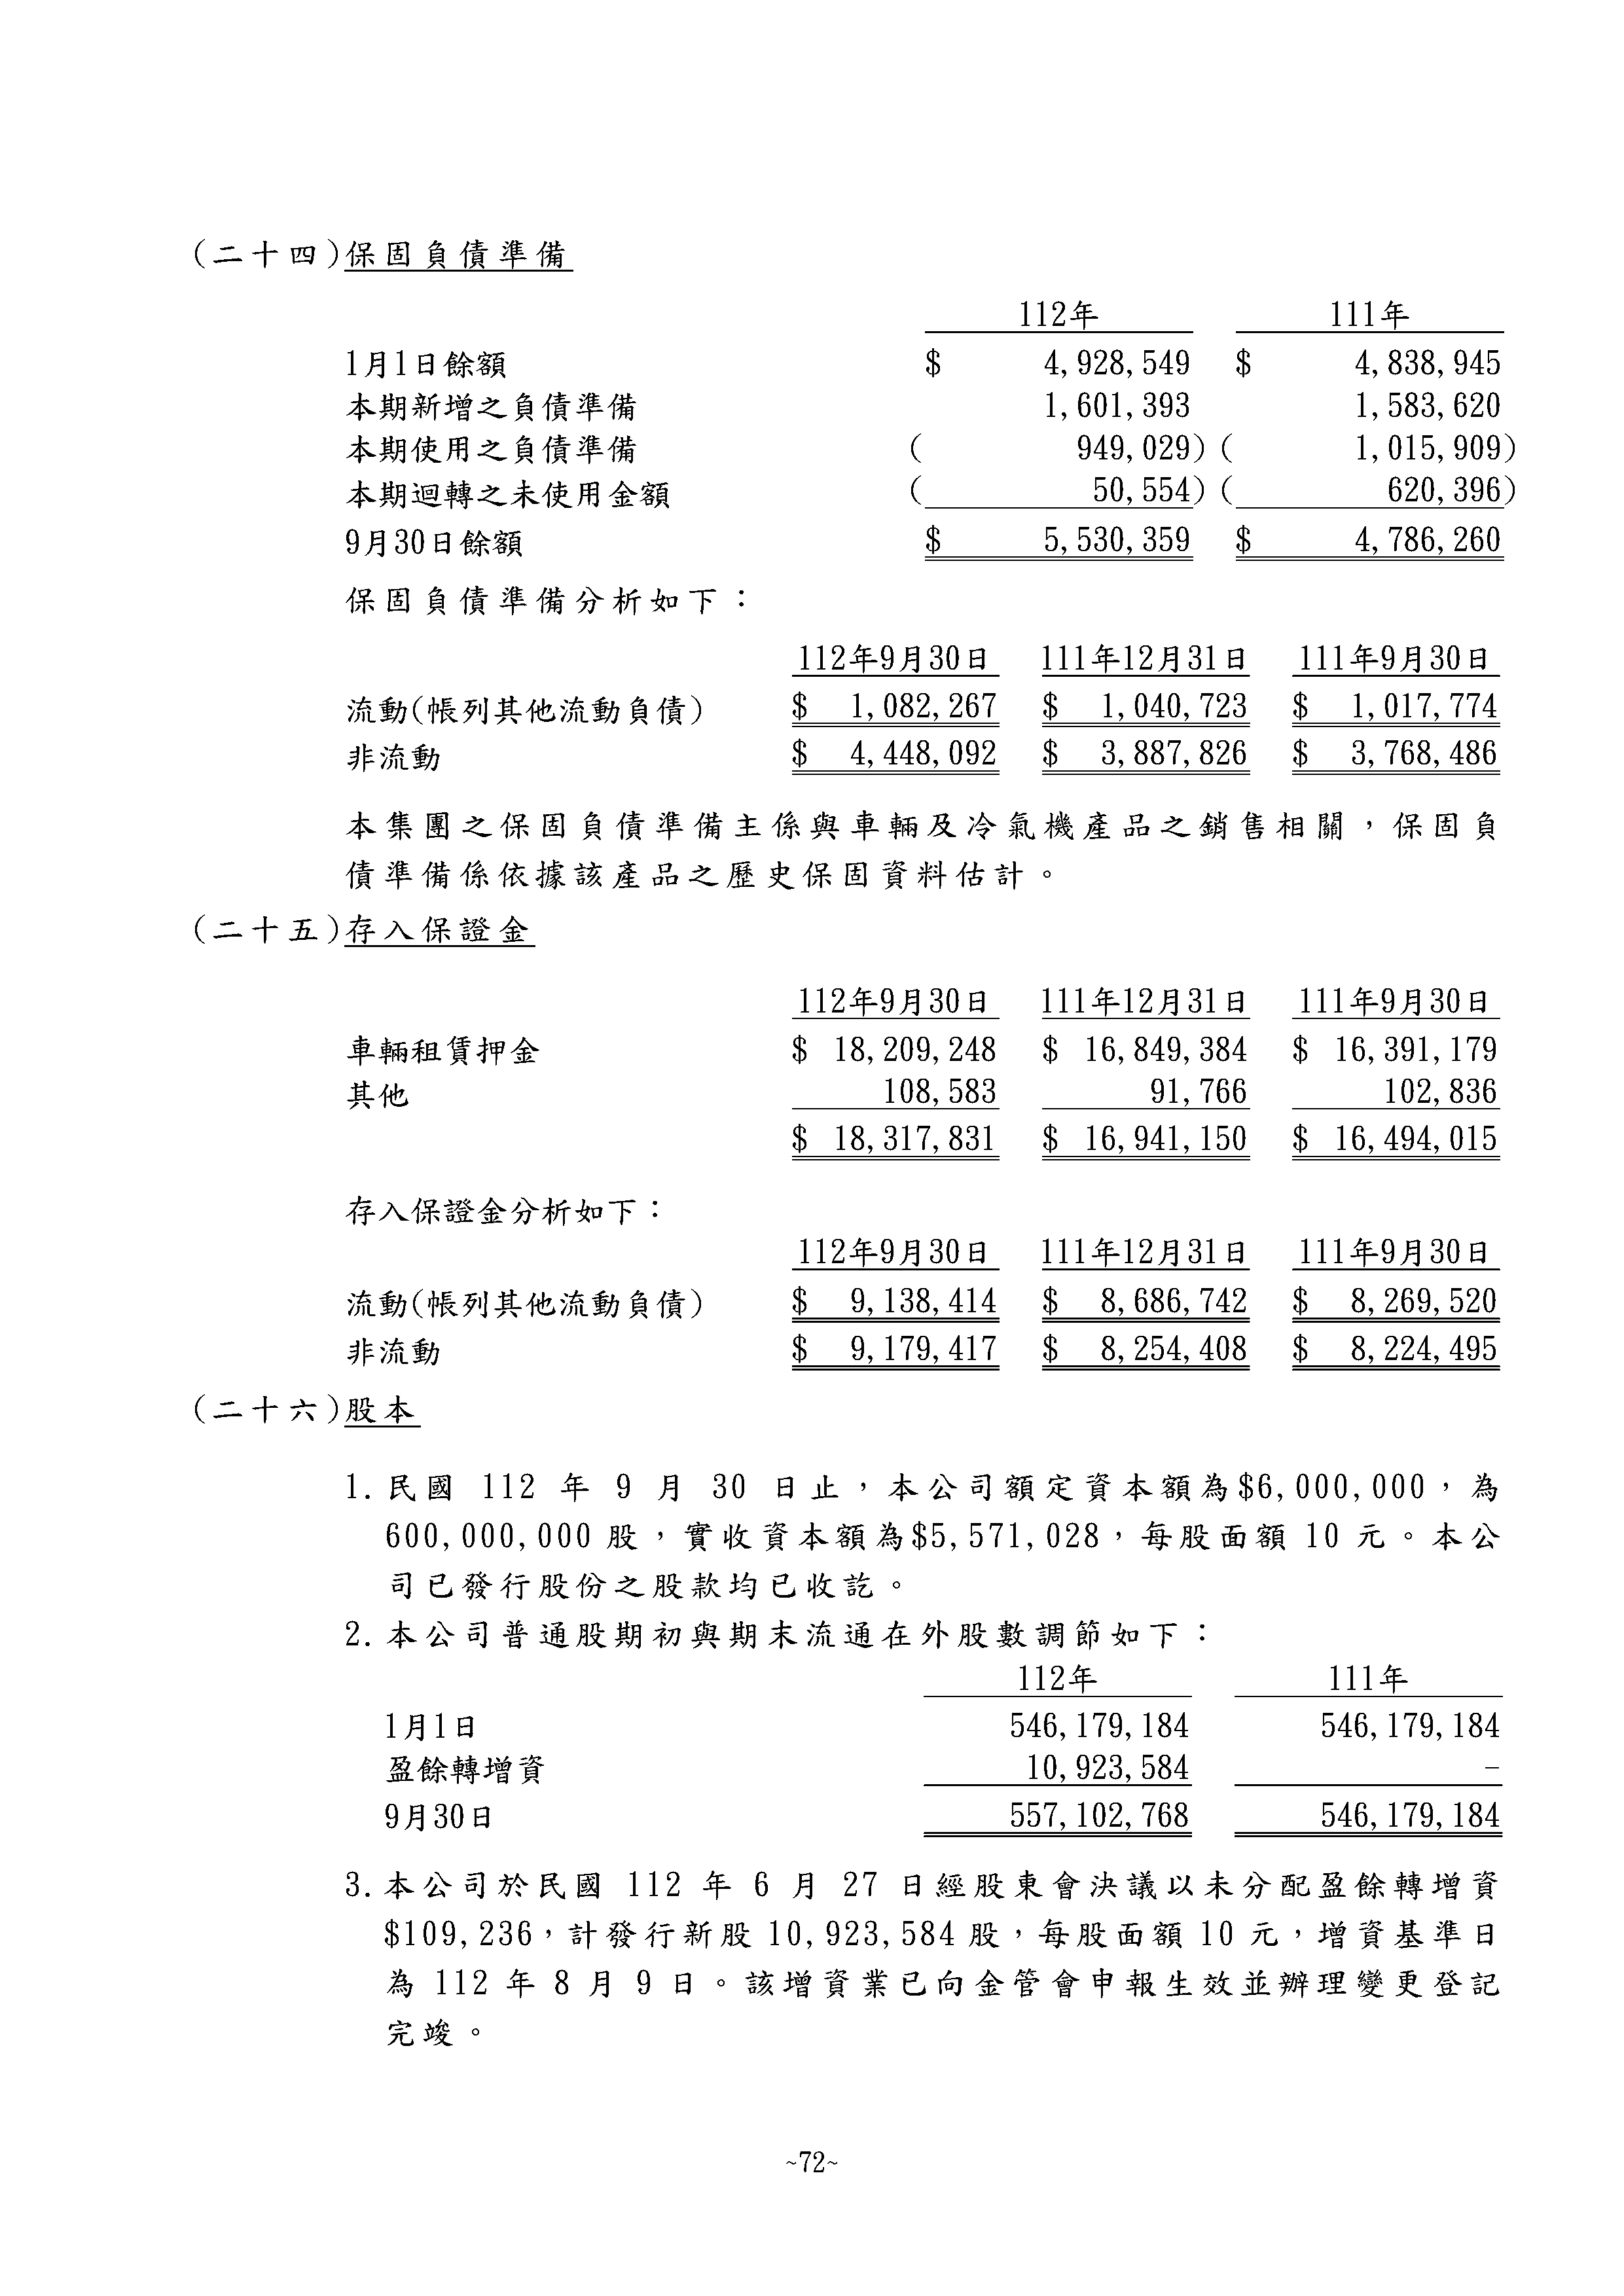 (二十四)保固負債準備
112年 111年
1月1日餘額 $ 4,928,549 $ 4,838,945
本期新增之負債準備 1,601,393 1,583,620
本期使用之負債準備 ( 949,029) ( 1,015,909)
本期迴轉之未使用金額 ( 50,554) ( 620,396)
9月30日餘額 $ 5,530,359 $ 4,786,260
保固負債準備分析如下：
112年9月30日 111年12月31日 111年9月30日
流動(帳列其他流動負債) $ 1,082,267 $ 1,040,723 $ 1,017,774
非流動 $ 4,448,092 $ 3,887,826 $ 3,768,486
本集團之保固負債準備主係與車輛及冷氣機產品之銷售相關，保固負
債準備係依據該產品之歷史保固資料估計。
(二十五)存入保證金
112年9月30日 111年12月31日 111年9月30日
車輛租賃押金 $ 18,209,248 $ 16,849,384 $ 16,391,179
其他 108,583 91,766 102,836
$ 18,317,831 $ 16,941,150 $ 16,494,015
存入保證金分析如下：
112年9月30日 111年12月31日 111年9月30日
流動(帳列其他流動負債) $ 9,138,414 $ 8,686,742 $ 8,269,520
非流動 $ 9,179,417 $ 8,254,408 $ 8,224,495
(二十六)股本
1. 民國 112 年 9 月 30 日止，本公司額定資本額為$6,000,000，為
600,000,000 股，實收資本額為$5,571,028，每股面額 10 元。本公
司已發行股份之股款均已收訖。
2. 本公司普通股期初與期末流通在外股數調節如下：
112年 111年
1月1日 546,179,184 546,179,184
盈餘轉增資 10,923,584 -
9月30日 557,102,768 546,179,184
3. 本公司於民國 112 年 6 月 27 日經股東會決議以未分配盈餘轉增資
$109,236，計發行新股 10,923,584 股，每股面額 10 元，增資基準日
為 112 年 8 月 9 日。該增資業已向金管會申報生效並辦理變更登記
完竣。
~72~